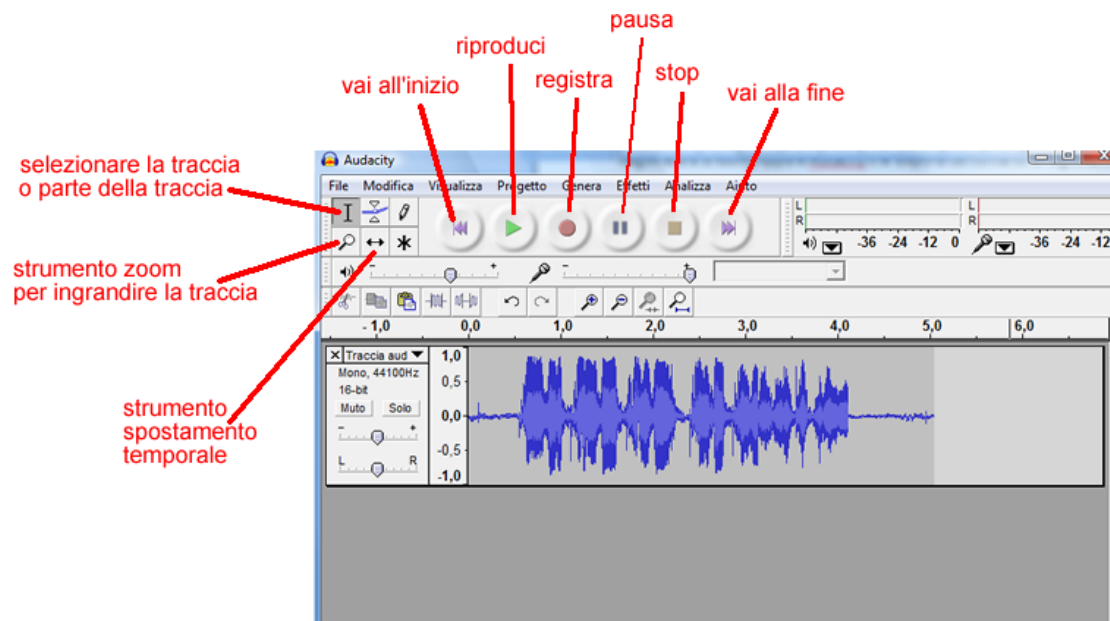 pausa
riproduci
registra
stop
vai all'inizio
vai alla fine
selezionare la traccia
o parte della traccia
strumento zoom
per ingrandire la traccia
strumento
spostamento
temporale
Audacity
File Modifica Visualizza Progetto Genera Effetti Analizza Aiuto
L
R
-36 -24 -12 0
L
R
-36 -24 -12
- + - +
- 1,0 0,0 1,0 2,0 3,0 4,0 5,0 6,0
Traccia aud
Mono, 44100Hz
16-bit
Muto Solo
- +
L R
1,0
0,5
0,0
-0,5
-1,0